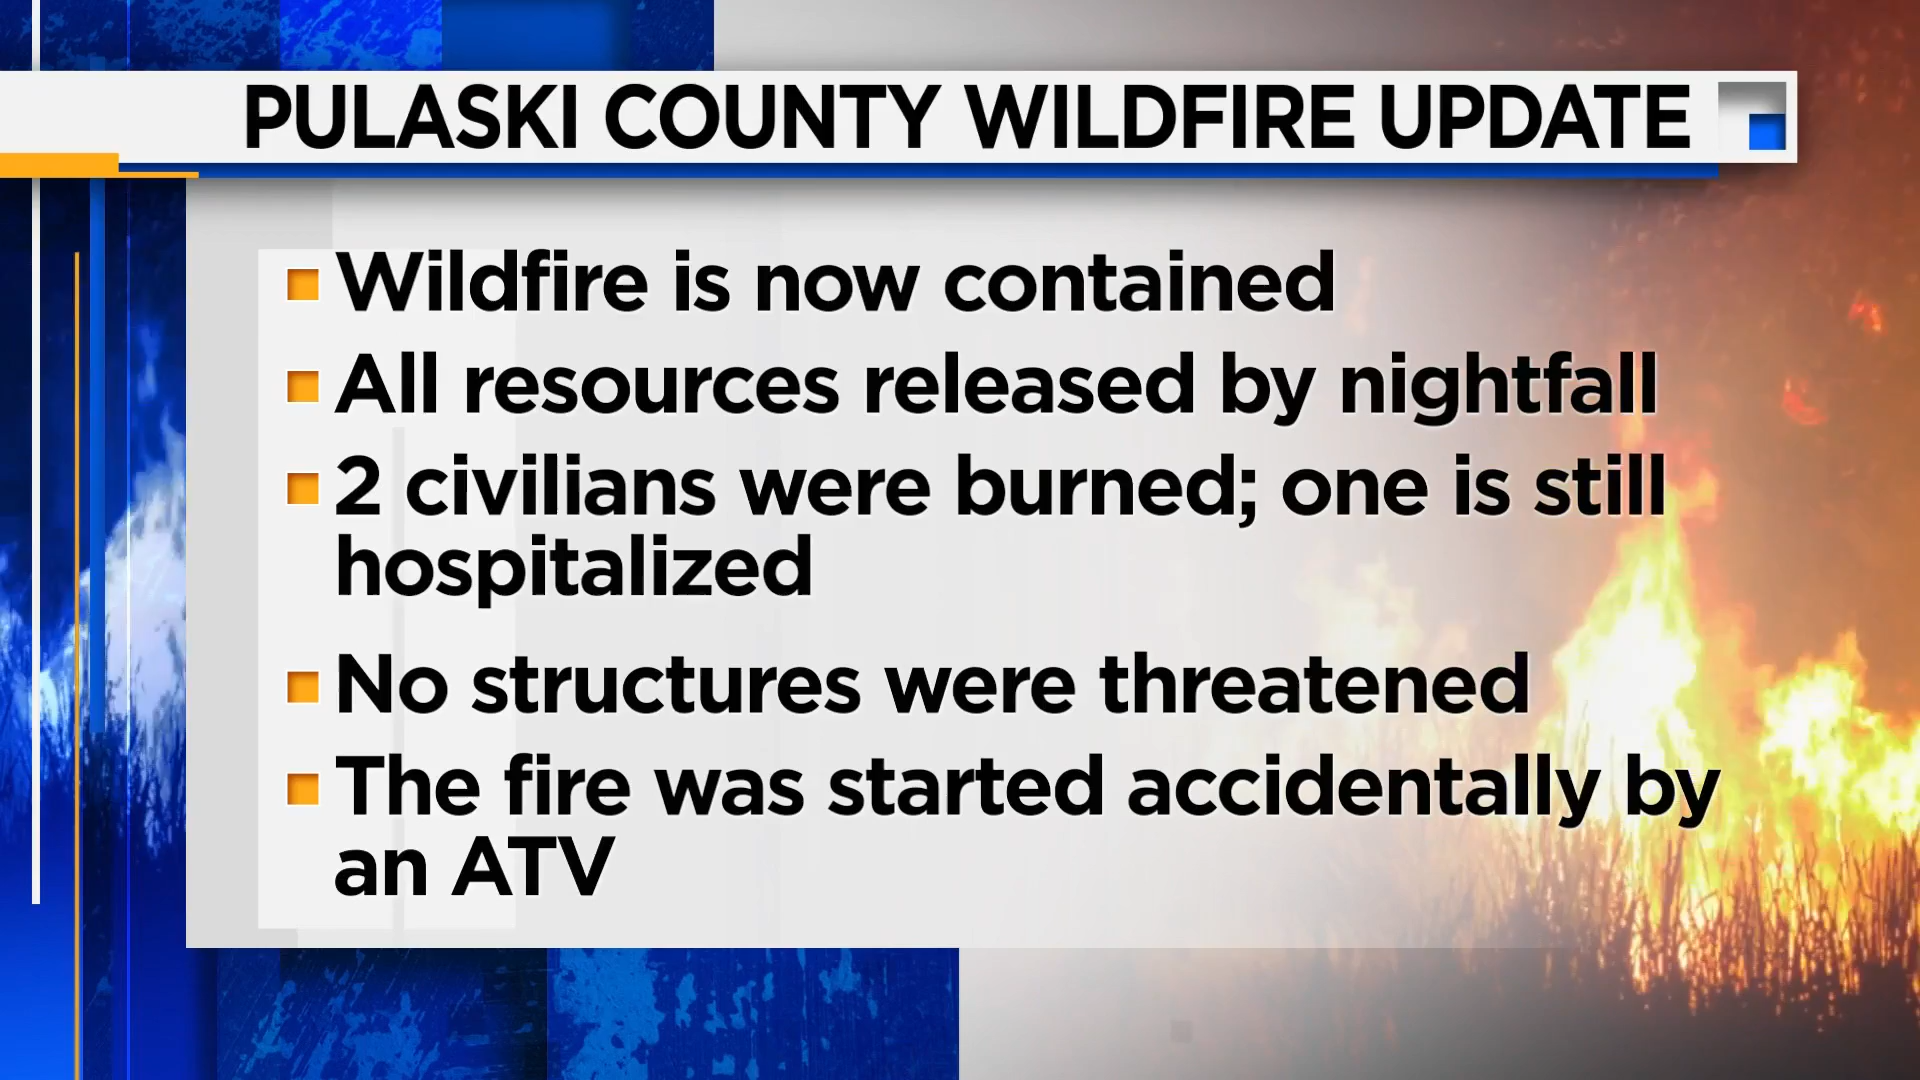 PULASKI COUNTY WILDFIRE UPDATE
Wildfire is now contained
All resources released by nightfall
2 civilians were burned; one is still
hospitalized
No structures were threatened
The fire was started accidentally by
an ATV